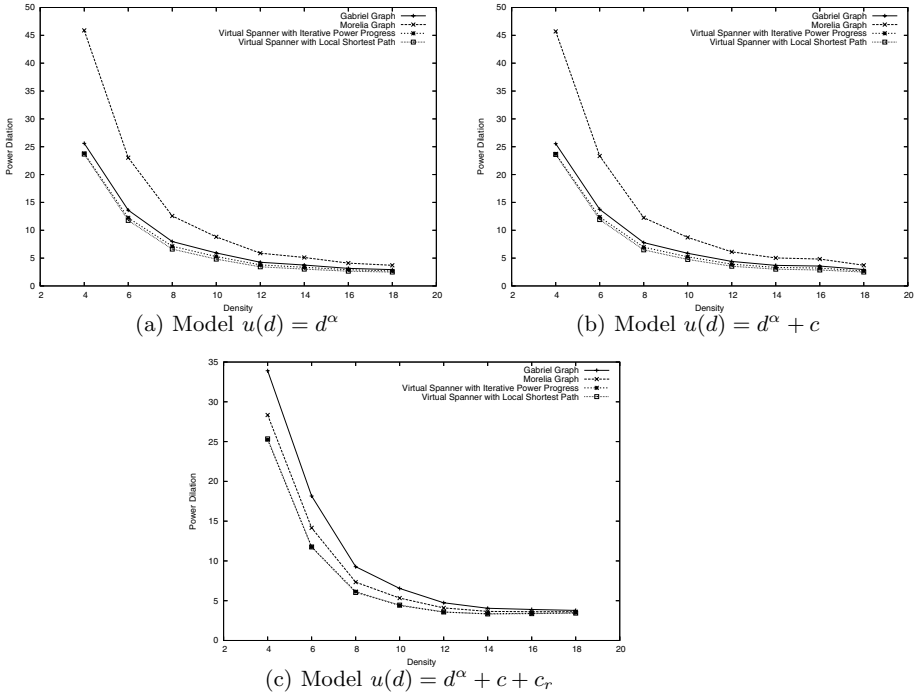 50
45
40
35
30
25
20
15
10
5
0
Power Dilation
2 4 6 8 10 12 14 16 18 20
Density
Gabriel Graph
Morelia Graph
Virtual Spanner with Iterative Power Progress
Virtual Spanner with Local Shortest Path
(a) Model u(d) = d^α
50
45
40
35
30
25
20
15
10
5
0
Power Dilation
2 4 6 8 10 12 14 16 18 20
Density
Gabriel Graph
Morelia Graph
Virtual Spanner with Iterative Power Progress
Virtual Spanner with Local Shortest Path
(b) Model u(d) = d^α + c
35
30
25
20
15
10
5
0
Power Dilation
2 4 6 8 10 12 14 16 18 20
Density
Gabriel Graph
Morelia Graph
Virtual Spanner with Iterative Power Progress
Virtual Spanner with Local Shortest Path
(c) Model u(d) = d^α + c + c_r